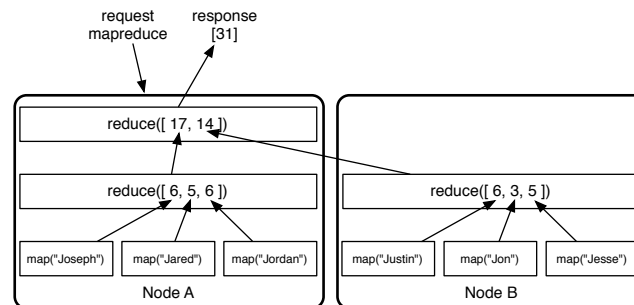 request
mapreduce
response
[31]
reduce([ 17, 14 ])
reduce([ 6, 5, 6 ])
reduce([ 6, 3, 5 ])
map("Joseph")
map("Jared")
map("Jordan")
map("Justin")
map("Jon")
map("Jesse")
Node A
Node B